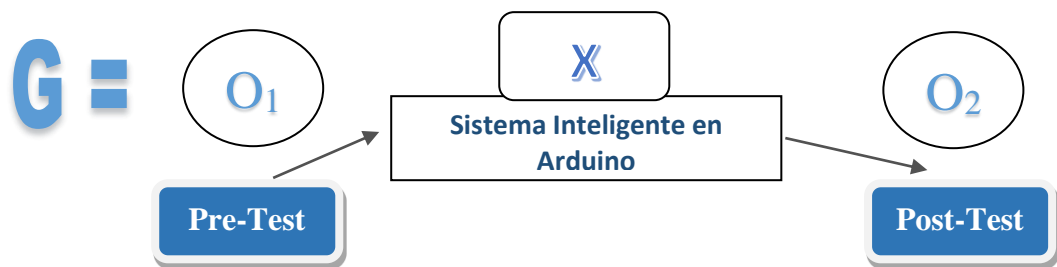 G =
O₁
X
O₂
Sistema Inteligente en
Arduino
Pre-Test
Post-Test